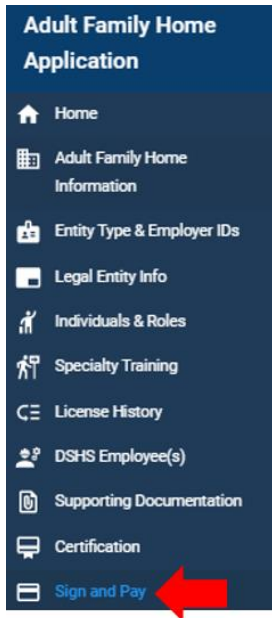 Adult Family Home
Application
Home
Adult Family Home
Information
Entity Type & Employer IDs
Legal Entity Info
Individuals & Roles
Specialty Training
License History
DSHS Employee(s)
Supporting Documentation
Certification
Sign and Pay